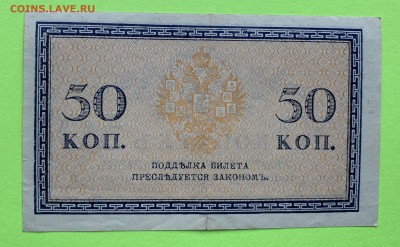 COINS.LAVE.RU
50 50
КОП. КОП.
ПОДДѢЛКА БИЛЕТА
ПРЕСЛѢДУЕТСЯ ЗАКОНОМЪ.